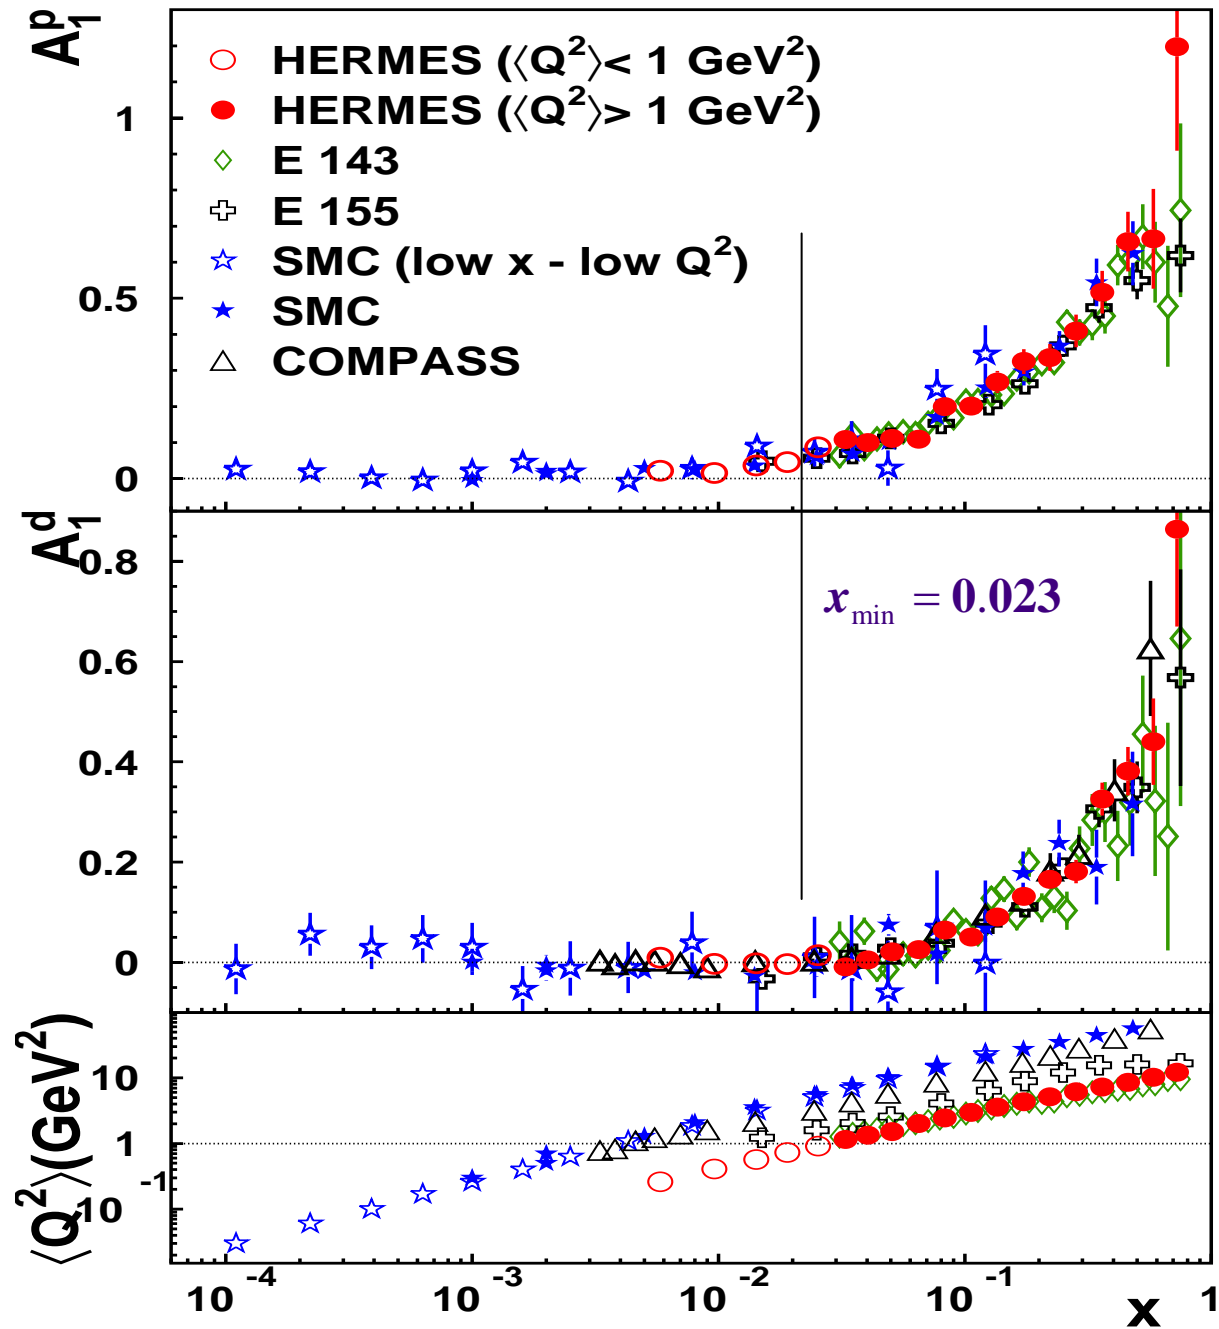 A₁ᵖ
HERMES (⟨Q²⟩< 1 GeV²)
HERMES (⟨Q²⟩> 1 GeV²)
E 143
E 155
SMC (low x - low Q²)
SMC
COMPASS
1
0.5
0
A₁ᵈ
x_min = 0.023
0.8
0.6
0.4
0.2
0
⟨Q²⟩(GeV²)
10
1
10⁻¹
10⁻⁴
10⁻³
10⁻²
10⁻¹
1
x